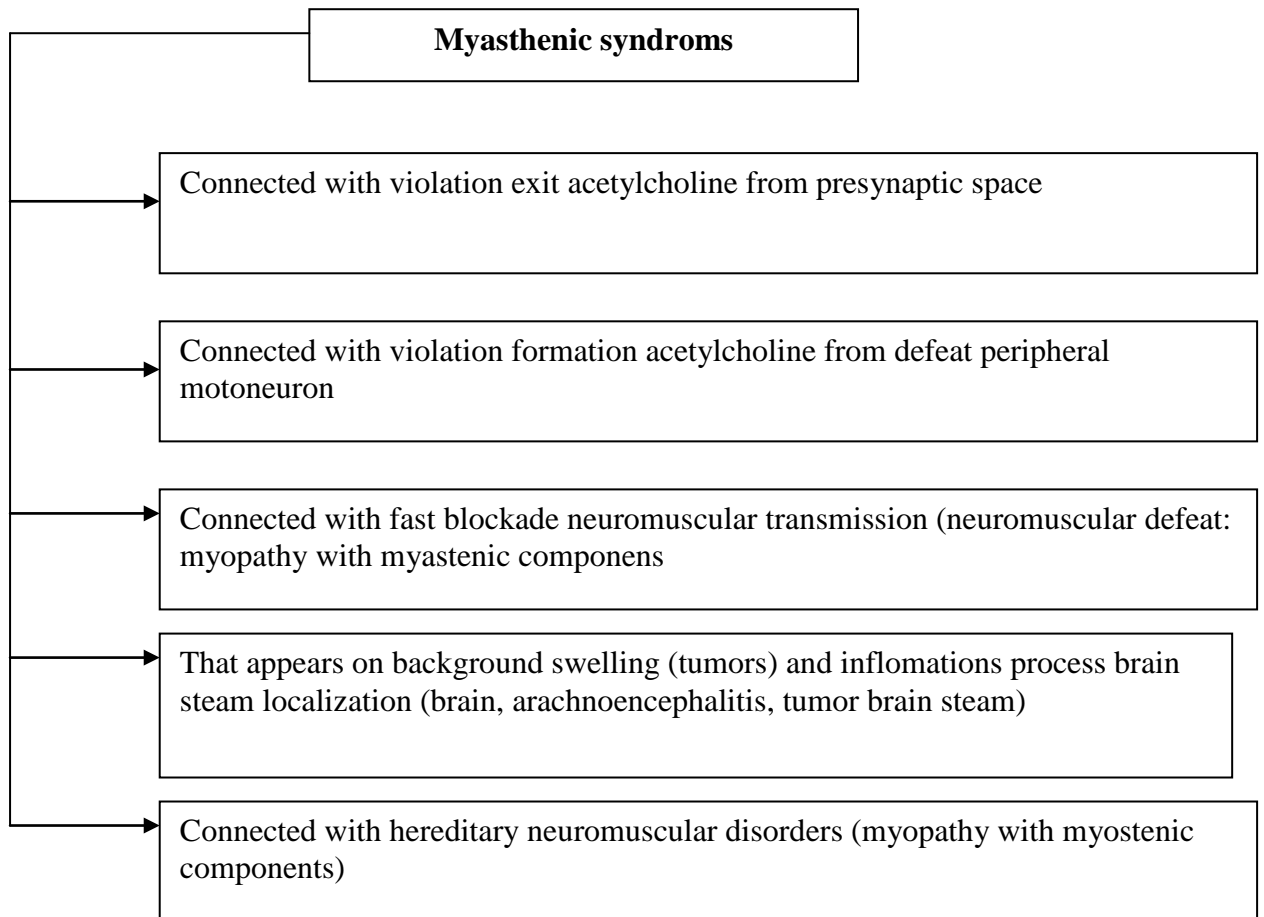 Myasthenic syndroms
Connected with violation exit acetylcholine from presynaptic space
Connected with violation formation acetylcholine from defeat peripheral
motoneuron
Connected with fast blockade neuromuscular transmission (neuromuscular defeat:
myopathy with myastenic componens
That appears on background swelling (tumors) and inflomations process brain
steam localization (brain, arachnoencephalitis, tumor brain steam)
Connected with hereditary neuromuscular disorders (myopathy with myostenic
components)